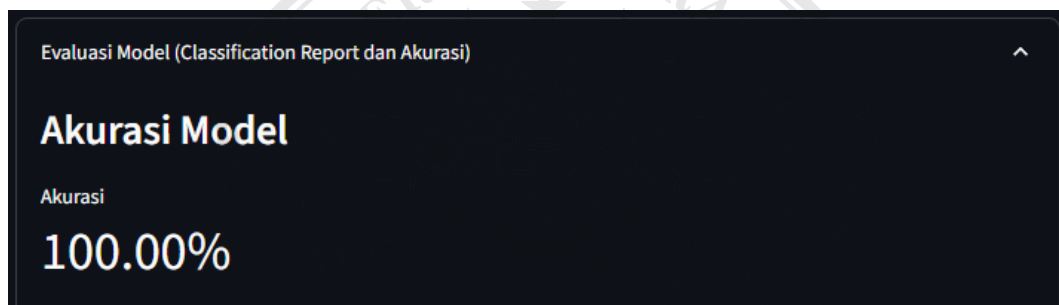 Evaluasi Model (Classification Report dan Akurasi)
Akurasi Model
Akurasi
100.00%